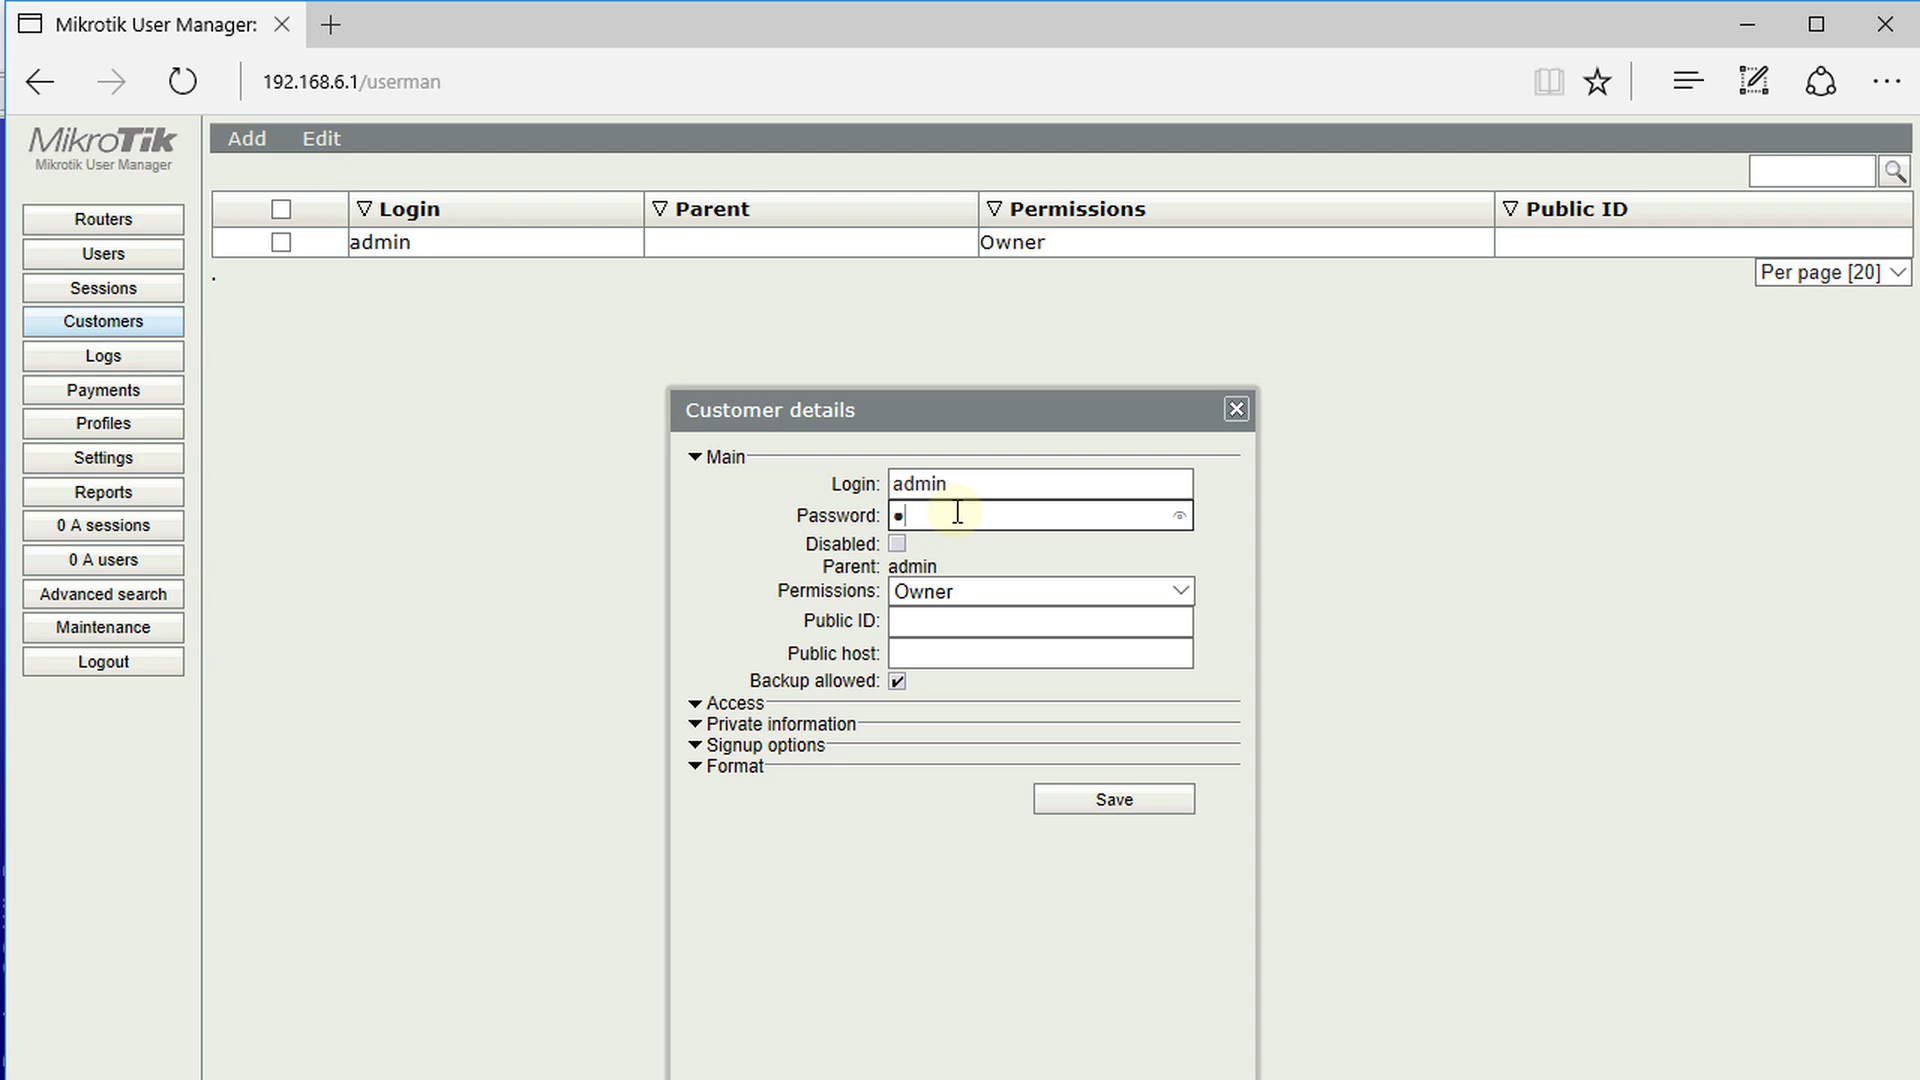 Mikrotik User Manager:
192.168.6.1/userman
MikroTik
Mikrotik User Manager
Routers
Users
Sessions
Customers
Logs
Payments
Profiles
Settings
Reports
0 A sessions
0 A users
Advanced search
Maintenance
Logout
Add Edit
Login Parent Permissions Public ID
admin Owner
.
Per page [20]
Customer details
Main
Login: admin
Password: ●
Disabled:
Parent: admin
Permissions: Owner
Public ID:
Public host:
Backup allowed:
Access
Private information
Signup options
Format
Save